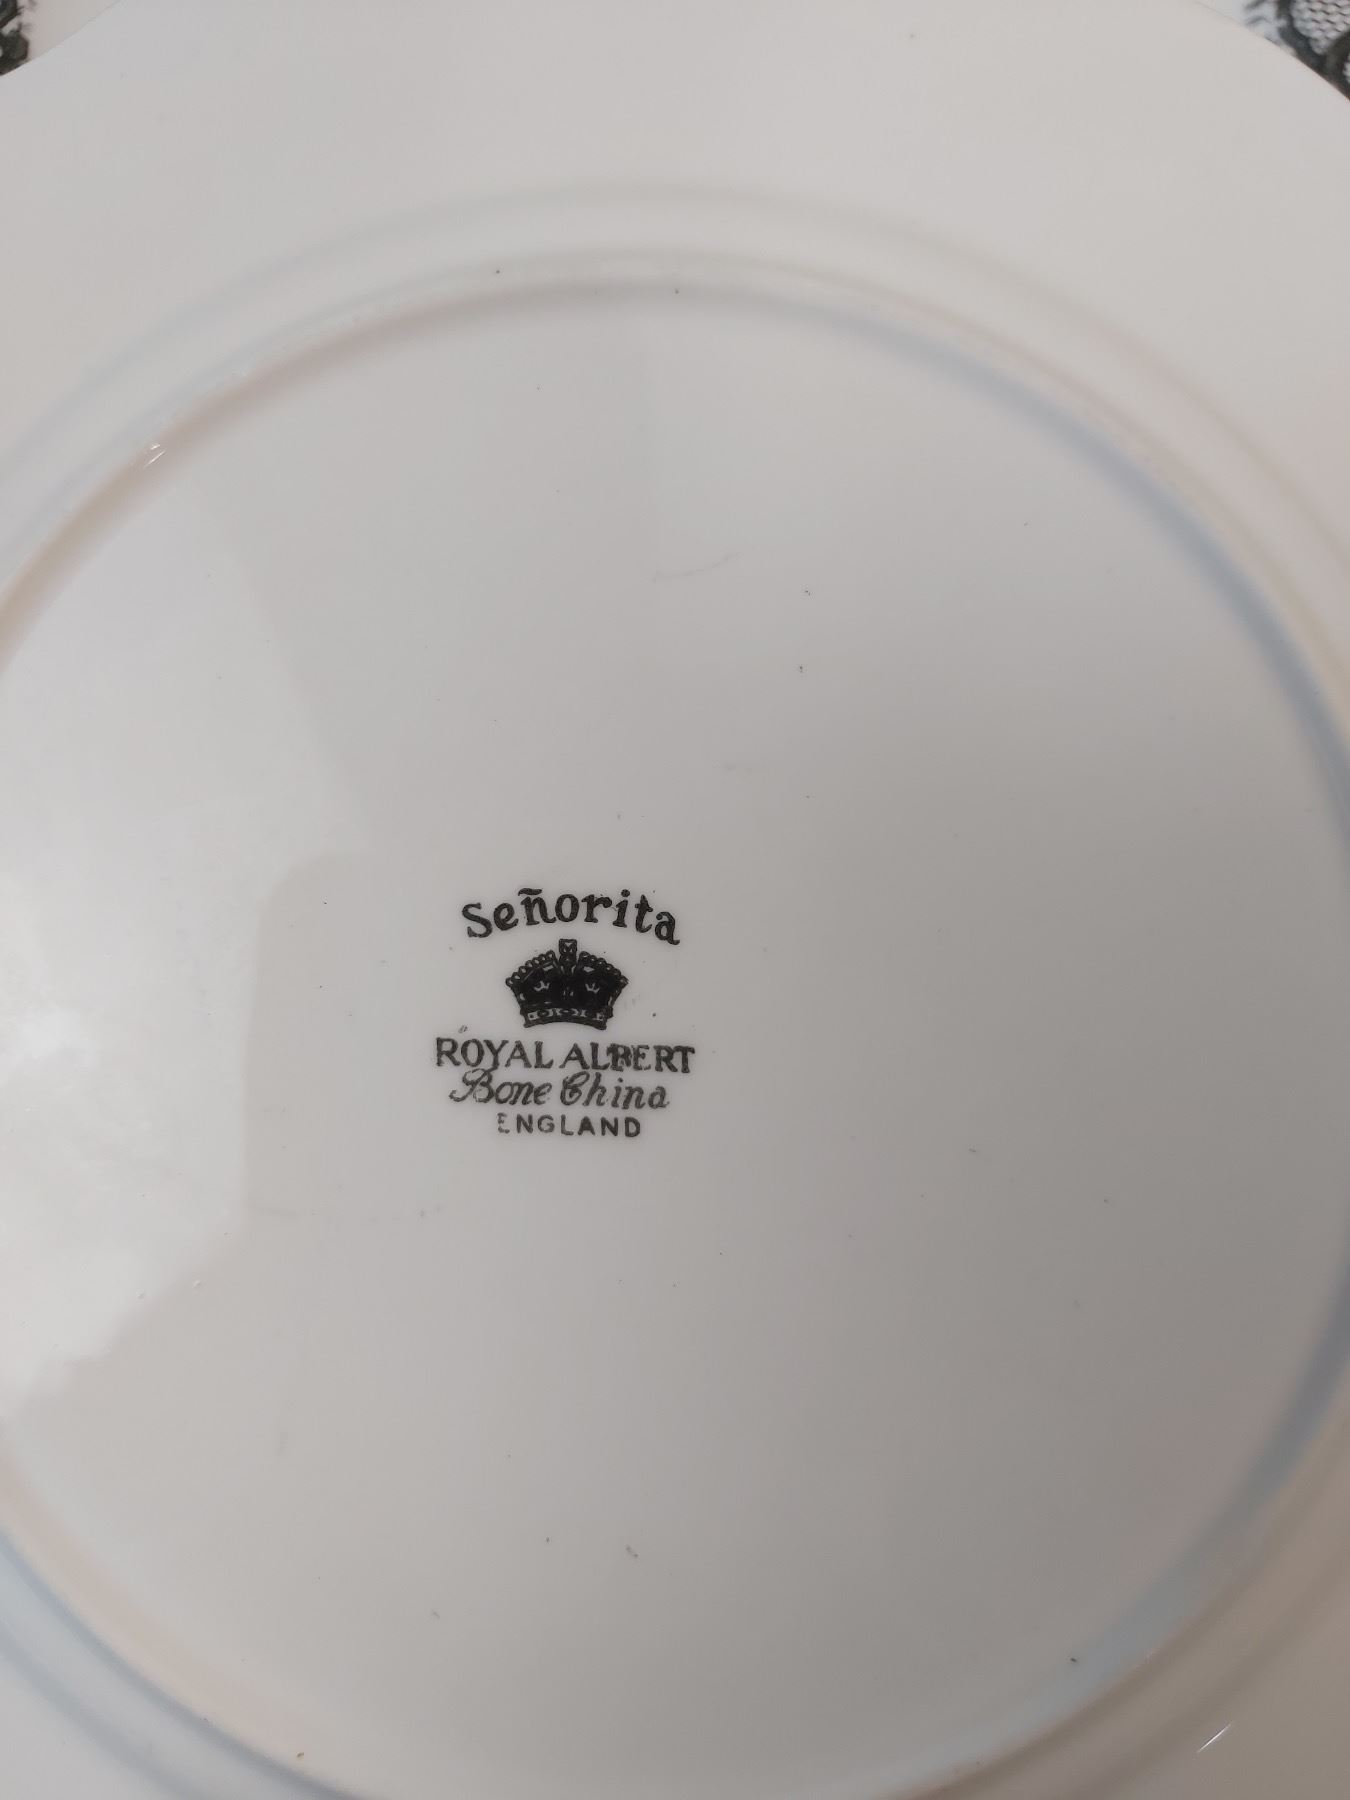 Señorita
ROYAL ALBERT
Bone China
ENGLAND